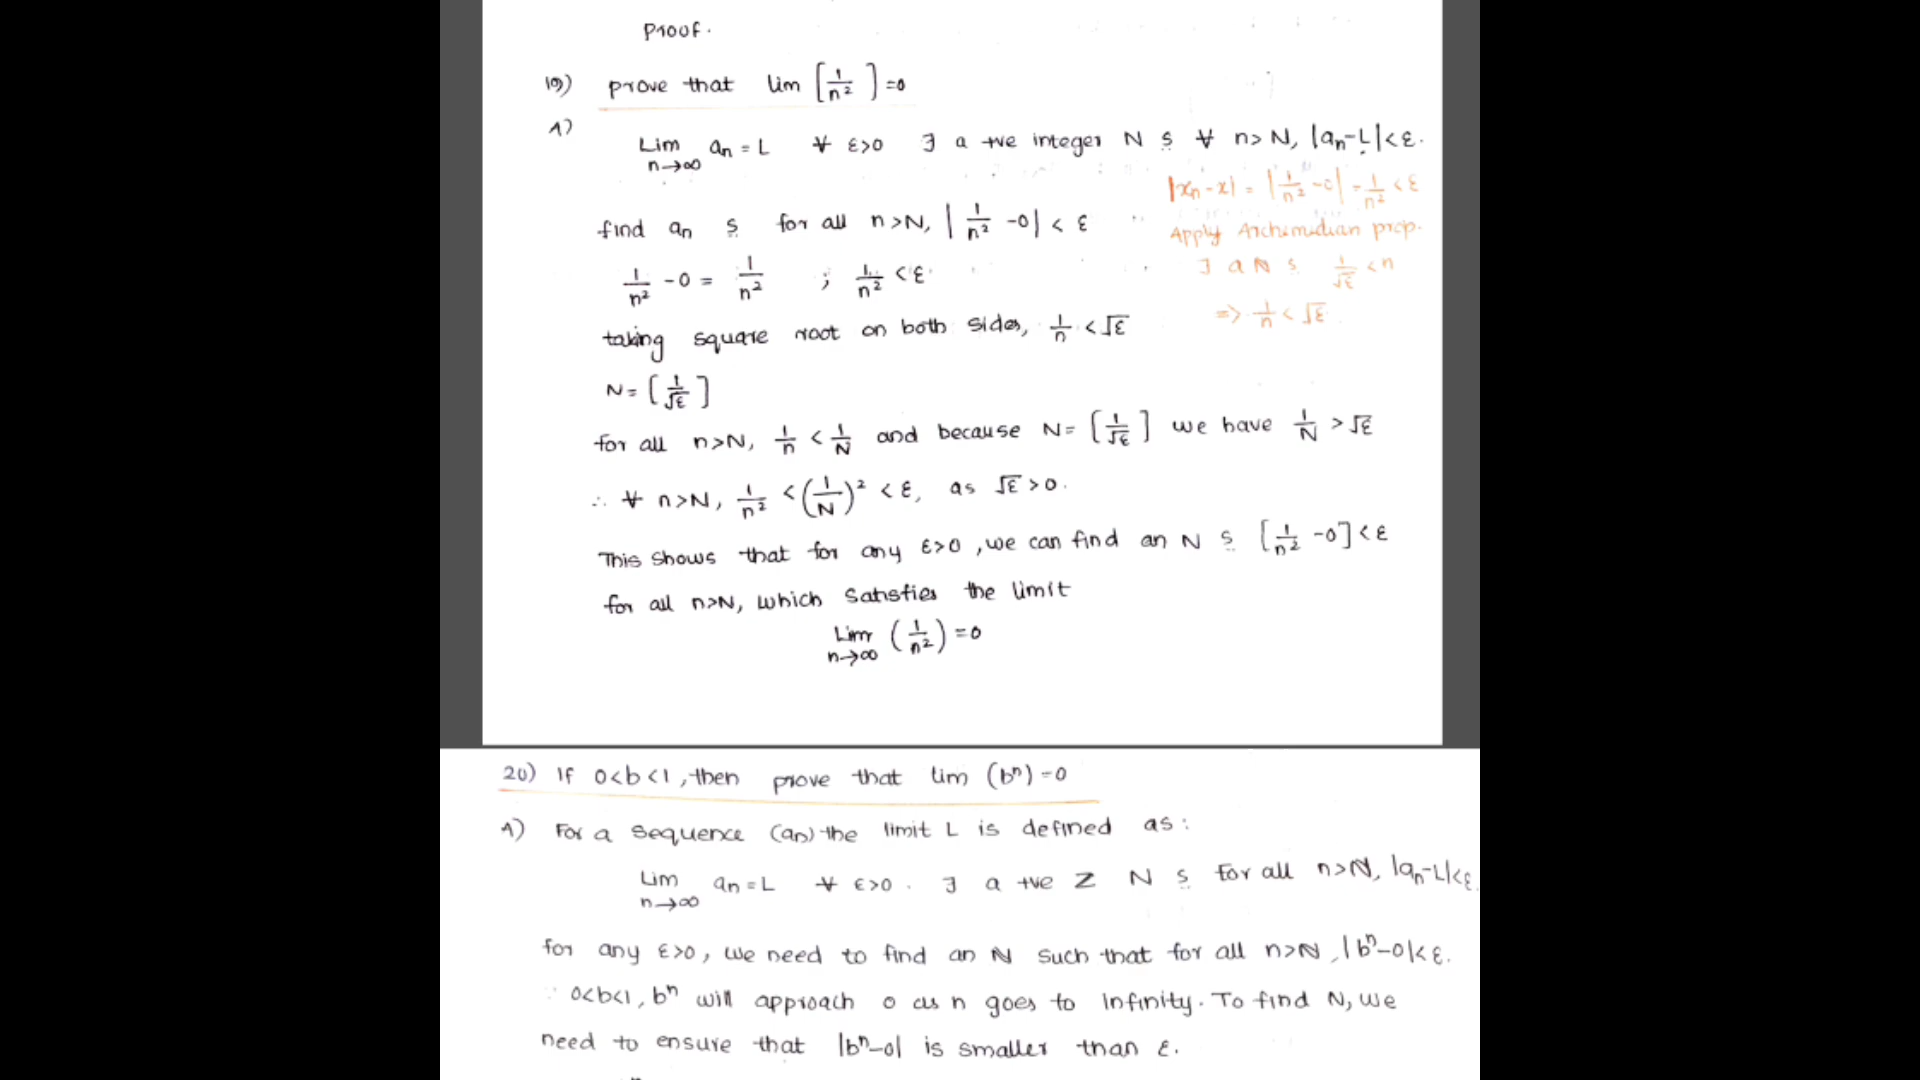 Proof.
19) prove that lim [1/n²] = 0
A)
Lim n→∞ aₙ = L ∀ ε>0 ∃ a +ve integer N s ∀ n> N, |aₙ-L|<ε.
|xₙ-x| = |1/n² -0| = 1/n² < ε
find aₙ s for all n>N, |1/n² -0| < ε
Apply Archimedian prop.
∃ a N s 1/√ε < n
1/n² -0 = 1/n² ; 1/n² < ε
=> 1/n < √ε
taking square root on both sides, 1/n < √ε
N = [1/√ε]
for all n>N, 1/n < 1/N and because N = [1/√ε] we have 1/N > √ε
∴ ∀ n>N, 1/n² < (1/N)² < ε, as √ε > 0.
This shows that for any ε>0, we can find an N s [1/n² -0] < ε
for all n>N, which satisfies the limit
Lim n→∞ (1/n²) = 0
20) If 0<b<1, then prove that lim (bⁿ) = 0
A) For a sequence (aₙ) the limit L is defined as :
Lim n→∞ aₙ = L ∀ ε>0 . ∃ a +ve Z N s for all n>N, |aₙ-L|<ε.
for any ε>0, we need to find an N such that for all n>N, |bⁿ-0|<ε.
∵ 0<b<1, bⁿ will approach 0 as n goes to infinity. To find N, we
need to ensure that |bⁿ-0| is smaller than ε.